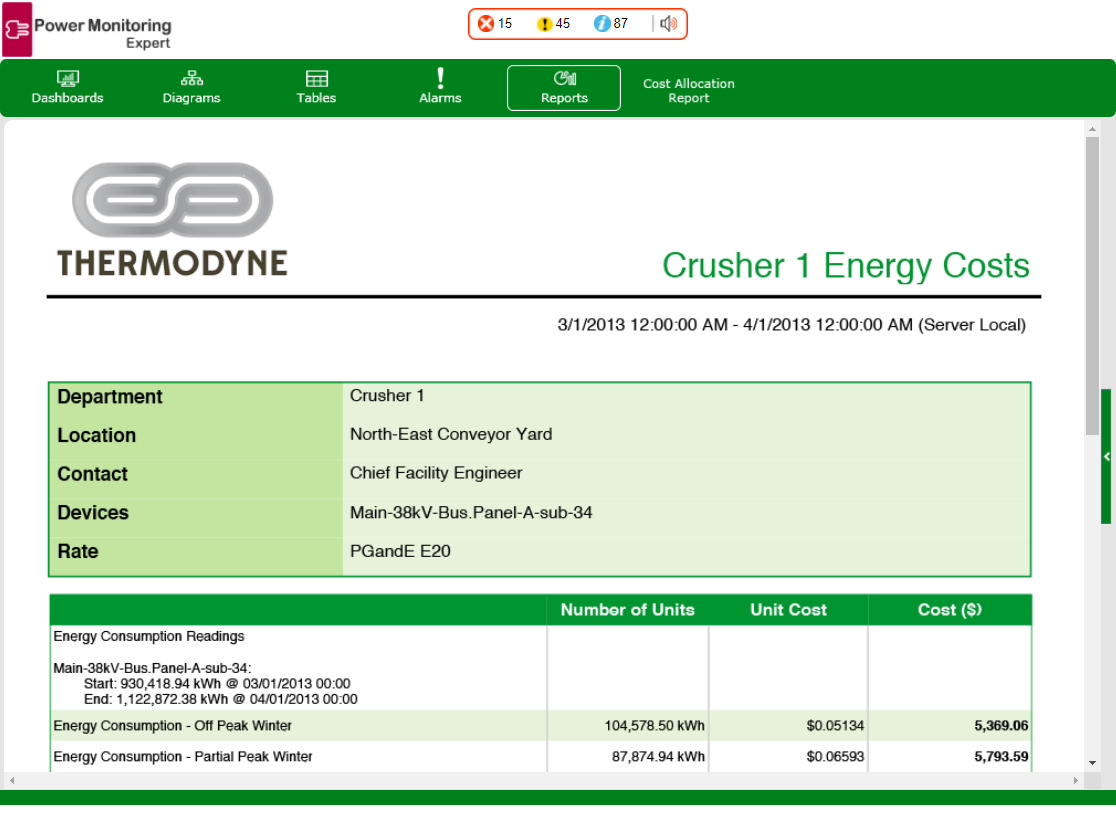 Power Monitoring
Expert
15 45 87
Dashboards Diagrams Tables Alarms Reports Cost Allocation
Report
THERMODYNE
Crusher 1 Energy Costs
3/1/2013 12:00:00 AM - 4/1/2013 12:00:00 AM (Server Local)
Department Crusher 1
Location North-East Conveyor Yard
Contact Chief Facility Engineer
Devices Main-38kV-Bus.Panel-A-sub-34
Rate PGandE E20
Number of Units Unit Cost Cost ($)
Energy Consumption Readings
Main-38kV-Bus.Panel-A-sub-34:
Start: 930,418.94 kWh @ 03/01/2013 00:00
End: 1,122,872.38 kWh @ 04/01/2013 00:00
Energy Consumption - Off Peak Winter 104,578.50 kWh $0.05134 5,369.06
Energy Consumption - Partial Peak Winter 87,874.94 kWh $0.06593 5,793.59